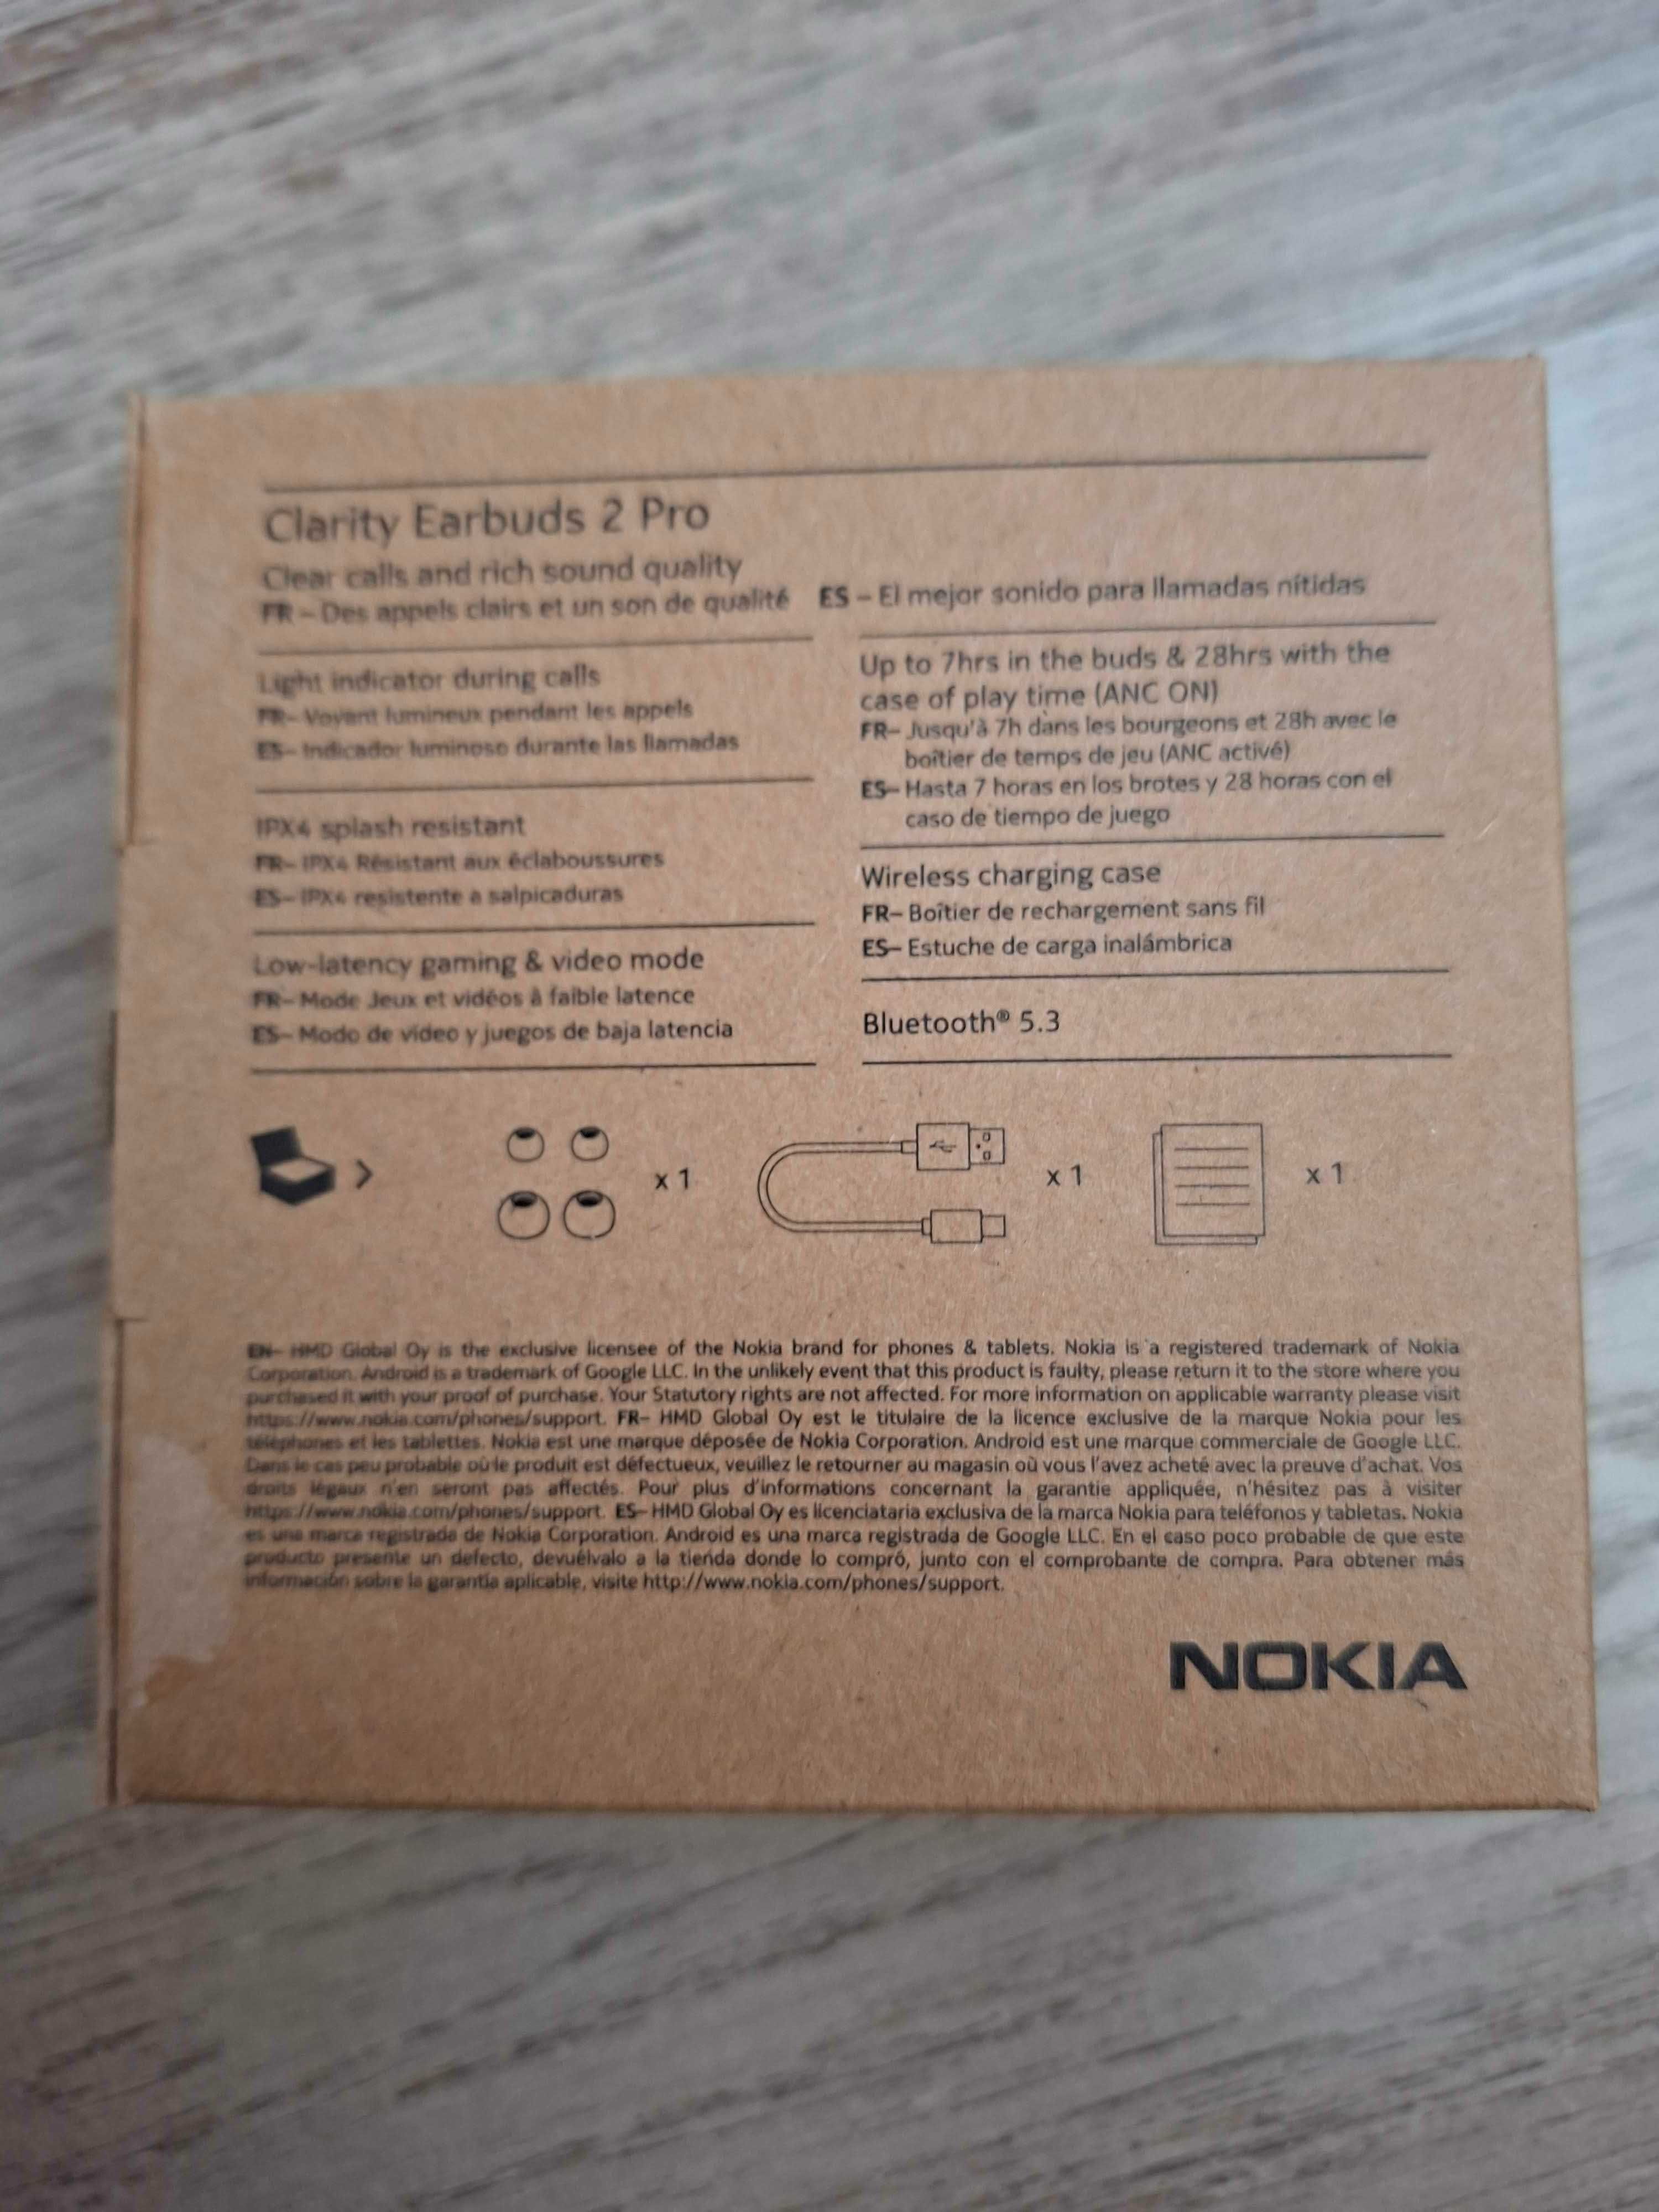 Clarity Earbuds 2 Pro
Clear calls and rich sound quality
FR – Des appels clairs et un son de qualité ES – El mejor sonido para llamadas nítidas
Light indicator during calls
FR– Voyant lumineux pendant les appels
ES– Indicador luminoso durante las llamadas
IPX4 splash resistant
FR– IPX4 Résistant aux éclaboussures
ES– IPX4 resistente a salpicaduras
Low-latency gaming & video mode
FR– Mode Jeux et vidéos à faible latence
ES– Modo de vídeo y juegos de baja latencia
Up to 7hrs in the buds & 28hrs with the
case of play time (ANC ON)
FR– Jusqu'à 7h dans les bourgeons et 28h avec le
boîtier de temps de jeu (ANC activé)
ES– Hasta 7 horas en los brotes y 28 horas con el
caso de tiempo de juego
Wireless charging case
FR– Boîtier de rechargement sans fil
ES– Estuche de carga inalámbrica
Bluetooth® 5.3
x 1
x 1
x 1
EN– HMD Global Oy is the exclusive licensee of the Nokia brand for phones & tablets. Nokia is a registered trademark of Nokia
Corporation. Android is a trademark of Google LLC. In the unlikely event that this product is faulty, please return it to the store where you
purchased it with your proof of purchase. Your Statutory rights are not affected. For more information on applicable warranty please visit
https://www.nokia.com/phones/support. FR– HMD Global Oy est le titulaire de la licence exclusive de la marque Nokia pour les
téléphones et les tablettes. Nokia est une marque déposée de Nokia Corporation. Android est une marque commerciale de Google LLC.
Dans le cas peu probable où le produit est défectueux, veuillez le retourner au magasin où vous l'avez acheté avec la preuve d'achat. Vos
droits légaux n'en seront pas affectés. Pour plus d'informations concernant la garantie appliquée, n'hésitez pas à visiter
https://www.nokia.com/phones/support. ES– HMD Global Oy es licenciataria exclusiva de la marca Nokia para teléfonos y tabletas. Nokia
es una marca registrada de Nokia Corporation. Android es una marca registrada de Google LLC. En el caso poco probable de que este
producto presente un defecto, devuélvalo a la tienda donde lo compró, junto con el comprobante de compra. Para obtener más
información sobre la garantía aplicable, visite http://www.nokia.com/phones/support.
NOKIA